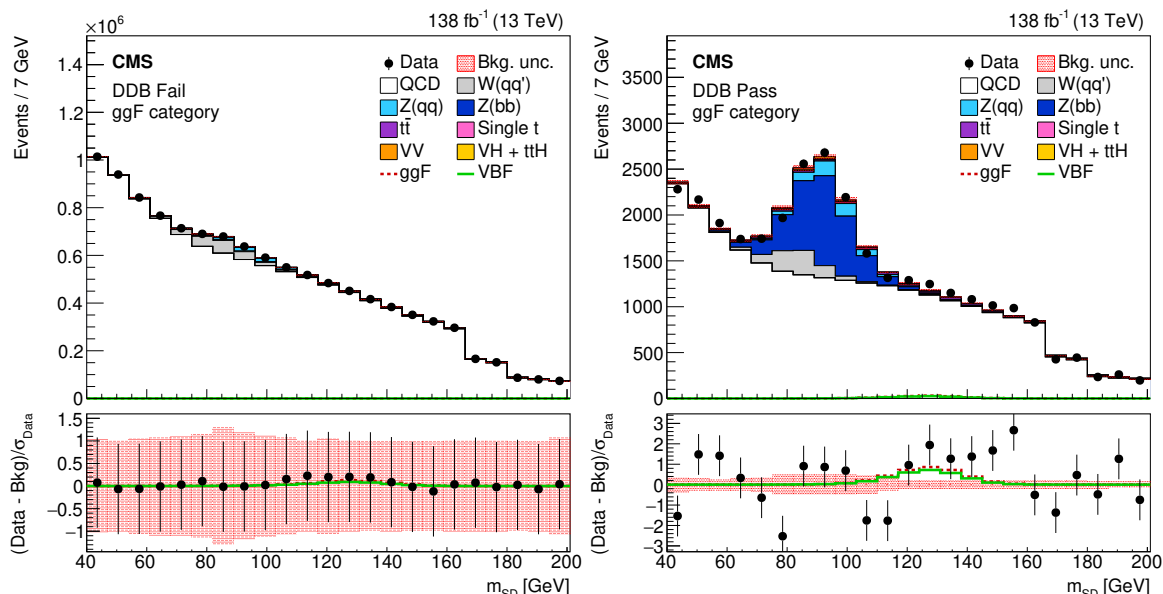 ×10⁶
138 fb⁻¹ (13 TeV)
Events / 7 GeV
1.4
1.2
1
0.8
0.6
0.4
0.2
0
CMS
DDB Fail
ggF category
Data
Bkg. unc.
QCD
W(qq')
Z(qq)
Z(bb)
tt̄
Single t
VV
VH + ttH
ggF
VBF
(Data - Bkg)/σ_Data
1.5
1
0.5
0
−0.5
−1
40 60 80 100 120 140 160 180 200
m_SD [GeV]
138 fb⁻¹ (13 TeV)
Events / 7 GeV
3500
3000
2500
2000
1500
1000
500
0
CMS
DDB Pass
ggF category
Data
Bkg. unc.
QCD
W(qq')
Z(qq)
Z(bb)
tt̄
Single t
VV
VH + ttH
ggF
VBF
(Data - Bkg)/σ_Data
3
2
1
0
−1
−2
−3
40 60 80 100 120 140 160 180 200
m_SD [GeV]